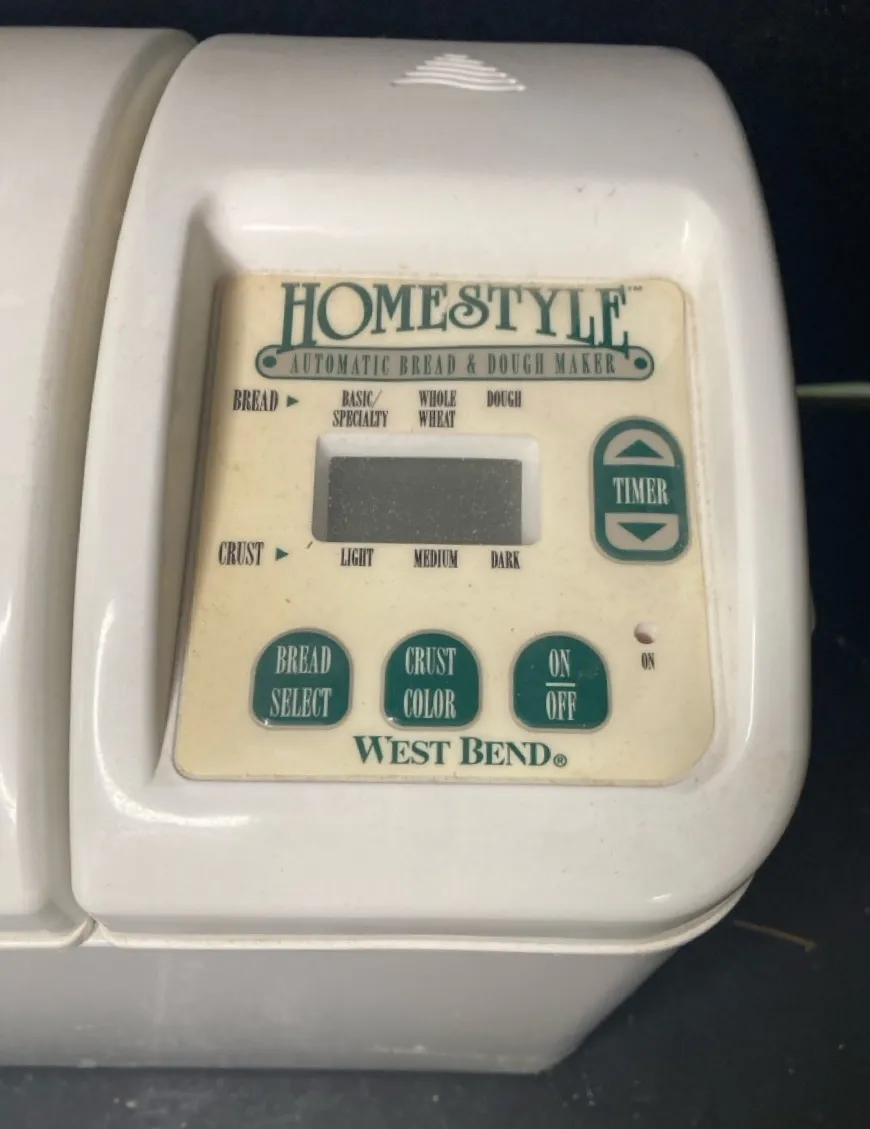 HOMESTYLE™
AUTOMATIC BREAD & DOUGH MAKER
BREAD ▶ BASIC/ SPECIALTY WHOLE WHEAT DOUGH
TIMER
CRUST ▶ LIGHT MEDIUM DARK
ON
BREAD SELECT
CRUST COLOR
ON
OFF
WEST BEND®